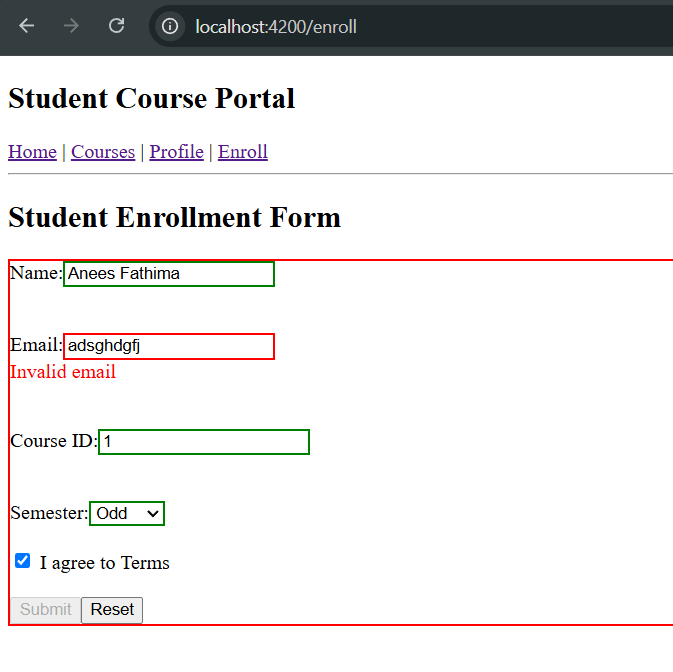 localhost:4200/enroll
Student Course Portal
Home | Courses | Profile | Enroll
Student Enrollment Form
Name: Anees Fathima
Email: adsghdgfj
Invalid email
Course ID: 1
Semester: Odd
I agree to Terms
Submit Reset